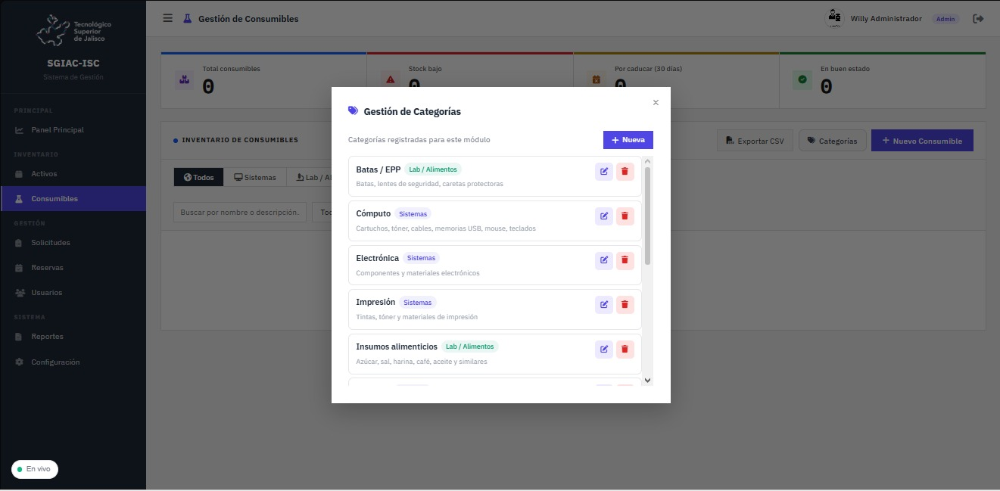 Tecnológico
Superior
de Jalisco
SGIAC-ISC
Sistema de Gestión
PRINCIPAL
Panel Principal
INVENTARIO
Activos
Consumibles
GESTIÓN
Solicitudes
Reservas
Usuarios
SISTEMA
Reportes
Configuración
En vivo
Gestión de Consumibles
Willy Administrador
Admin
Total consumibles
0
Stock bajo
0
Por caducar (30 días)
0
En buen estado
0
INVENTARIO DE CONSUMIBLES
Exportar CSV
Categorías
+ Nuevo Consumible
Todos
Sistemas
Lab / Al
Buscar por nombre o descripción.
Gestión de Categorías
×
Categorías registradas para este módulo
+ Nueva
Batas / EPP Lab / Alimentos
Batas, lentes de seguridad, caretas protectoras
Cómputo Sistemas
Cartuchos, tóner, cables, memorias USB, mouse, teclados
Electrónica Sistemas
Componentes y materiales electrónicos
Impresión Sistemas
Tintas, tóner y materiales de impresión
Insumos alimenticios Lab / Alimentos
Azúcar, sal, harina, café, aceite y similares